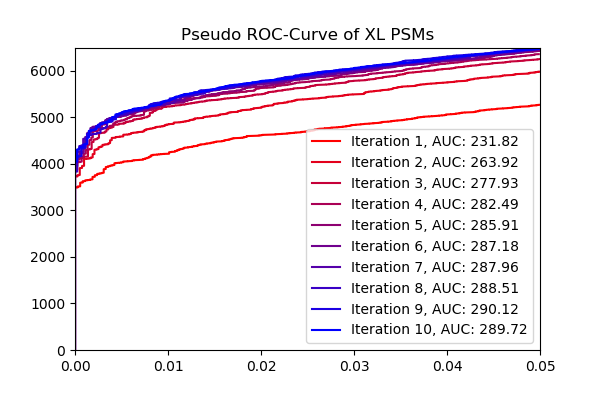 Pseudo ROC-Curve of XL PSMs
6000
5000
4000
3000
2000
1000
0
Iteration 1, AUC: 231.82
Iteration 2, AUC: 263.92
Iteration 3, AUC: 277.93
Iteration 4, AUC: 282.49
Iteration 5, AUC: 285.91
Iteration 6, AUC: 287.18
Iteration 7, AUC: 287.96
Iteration 8, AUC: 288.51
Iteration 9, AUC: 290.12
Iteration 10, AUC: 289.72
0.00 0.01 0.02 0.03 0.04 0.05